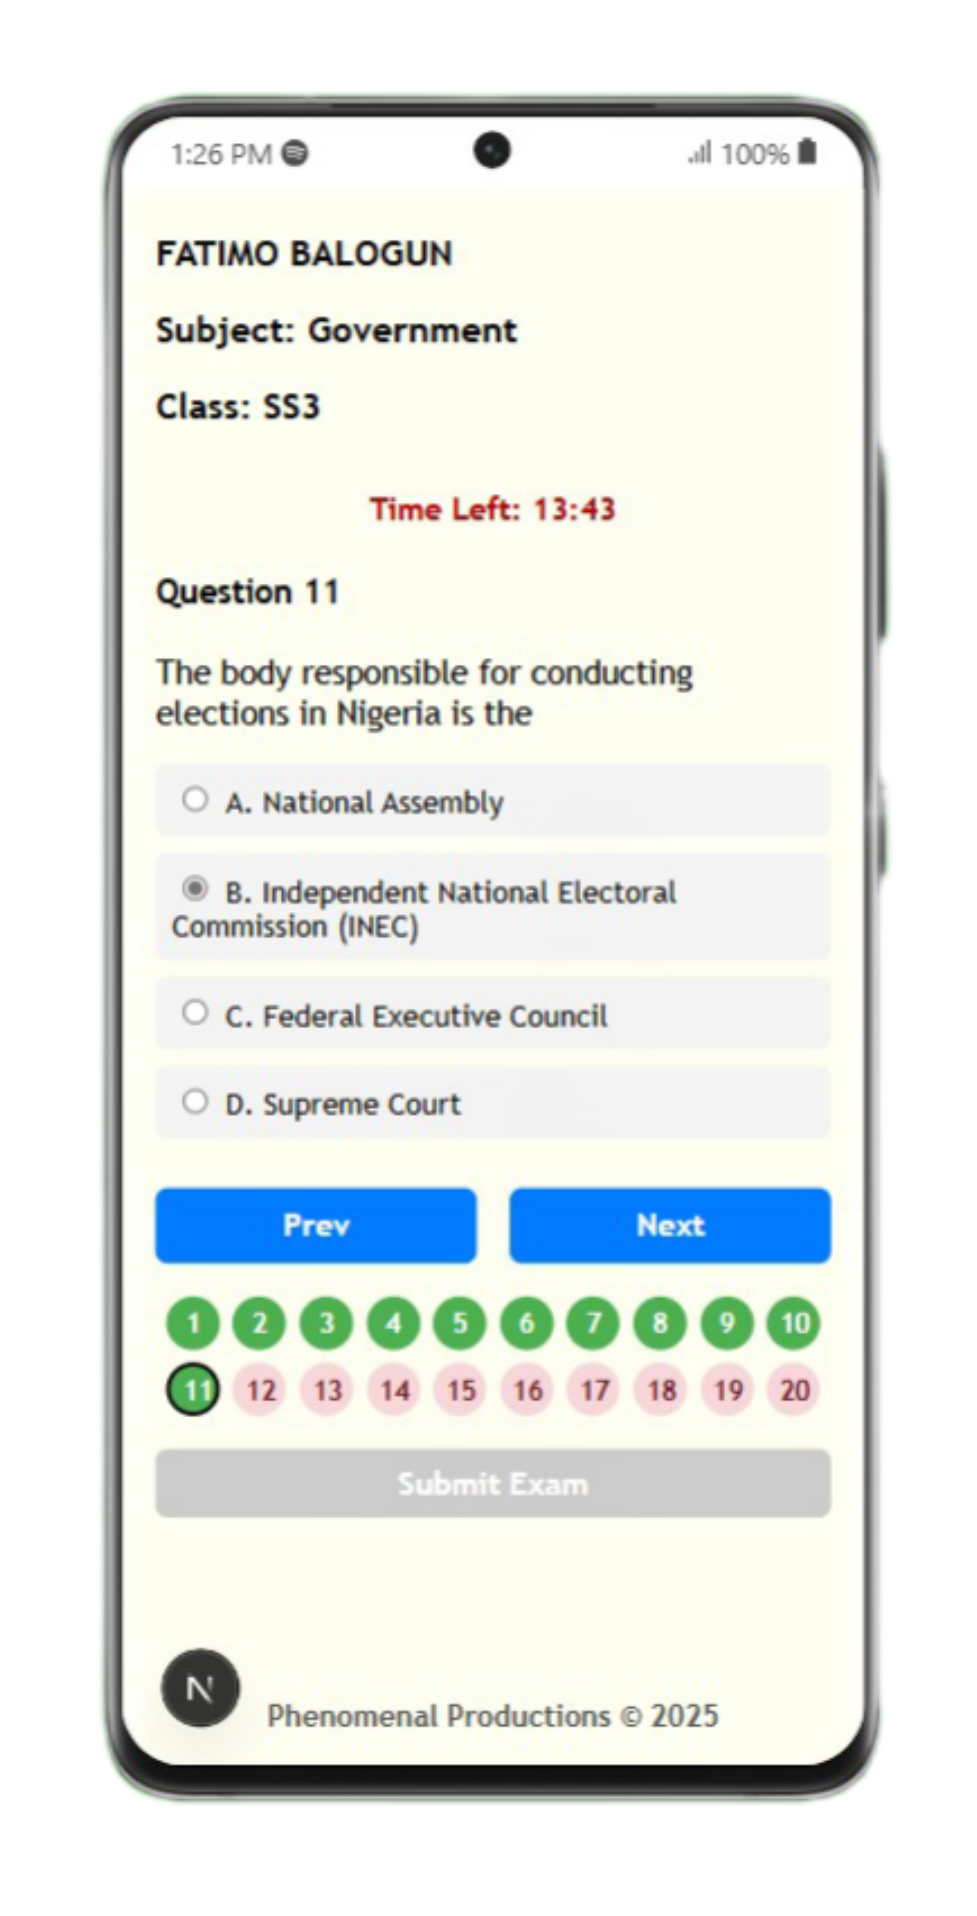 1:26 PM
100%
FATIMO BALOGUN
Subject: Government
Class: SS3
Time Left: 13:43
Question 11
The body responsible for conducting
elections in Nigeria is the
A. National Assembly
B. Independent National Electoral
Commission (INEC)
C. Federal Executive Council
D. Supreme Court
Prev Next
1 2 3 4 5 6 7 8 9 10
11 12 13 14 15 16 17 18 19 20
Submit Exam
N
Phenomenal Productions © 2025